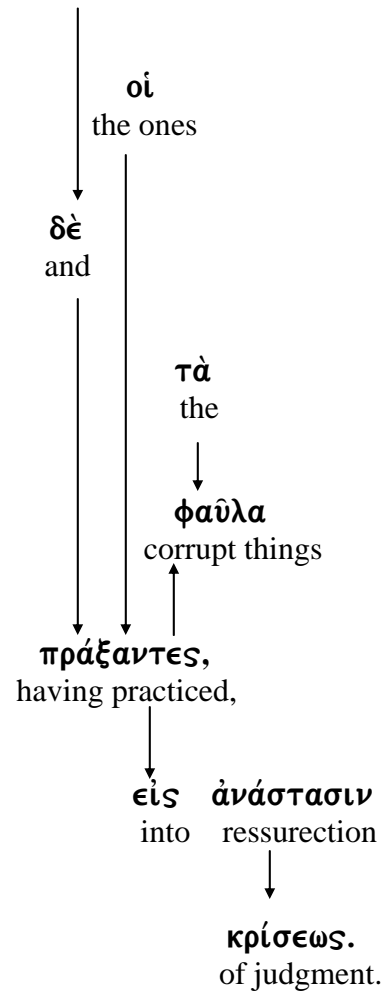 οἱ
the ones
δὲ
and
τὰ
the
φαῦλα
corrupt things
πράξαντες,
having practiced,
εἰς ἀνάστασιν
into ressurection
κρίσεως.
of judgment.